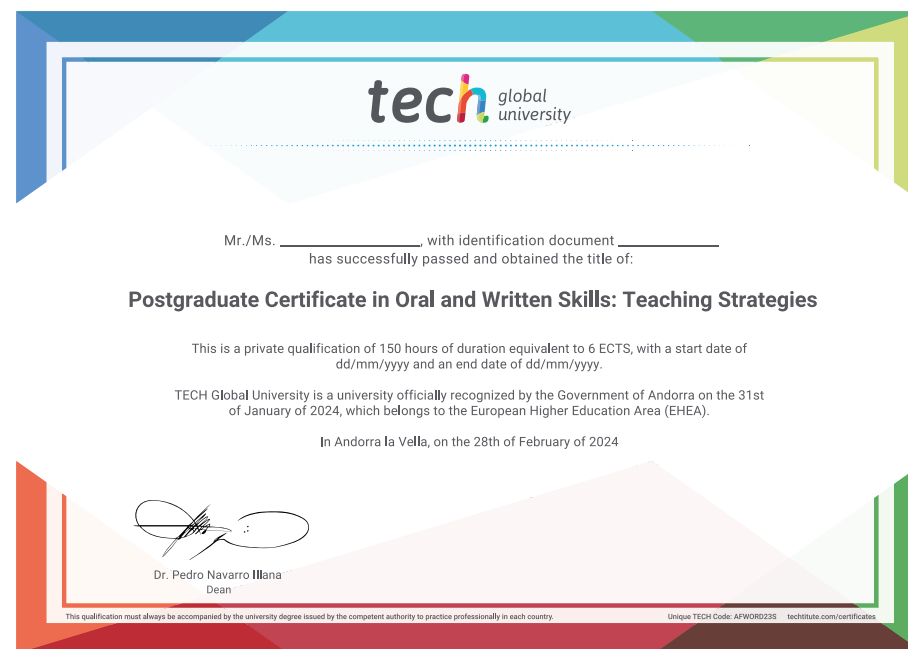 tech global university
Mr./Ms. ____________________, with identification document ______________
has successfully passed and obtained the title of:
Postgraduate Certificate in Oral and Written Skills: Teaching Strategies
This is a private qualification of 150 hours of duration equivalent to 6 ECTS, with a start date of
dd/mm/yyyy and an end date of dd/mm/yyyy.
TECH Global University is a university officially recognized by the Government of Andorra on the 31st
of January of 2024, which belongs to the European Higher Education Area (EHEA).
In Andorra la Vella, on the 28th of February of 2024
Dr. Pedro Navarro Illana
Dean
This qualification must always be accompanied by the university degree issued by the competent authority to practice professionally in each country.
Unique TECH Code: AFWORD23S techtitute.com/certificates